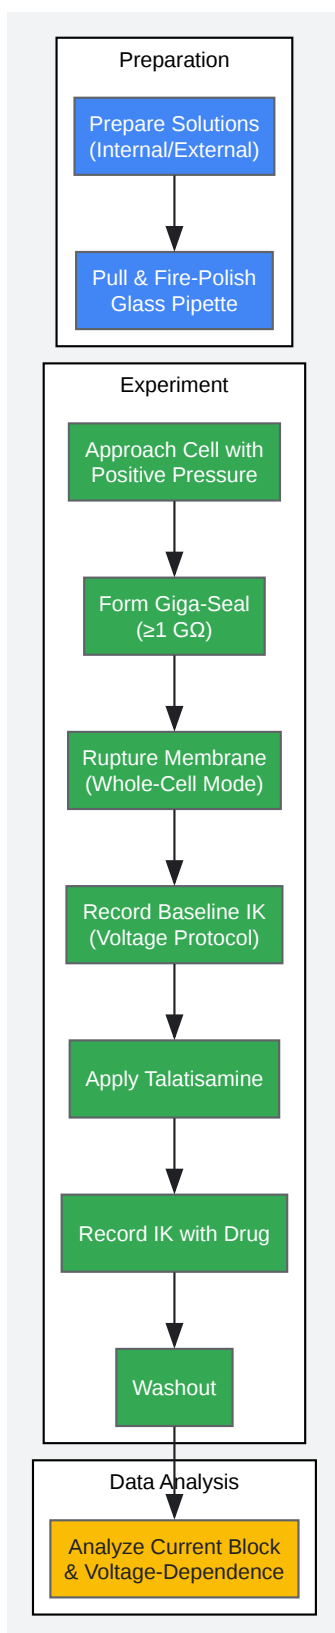 Preparation
Prepare Solutions
(Internal/External)
Pull & Fire-Polish
Glass Pipette
Experiment
Approach Cell with
Positive Pressure
Form Giga-Seal
(≥1 GΩ)
Rupture Membrane
(Whole-Cell Mode)
Record Baseline IK
(Voltage Protocol)
Apply Talatisamine
Record IK with Drug
Washout
Data Analysis
Analyze Current Block
& Voltage-Dependence